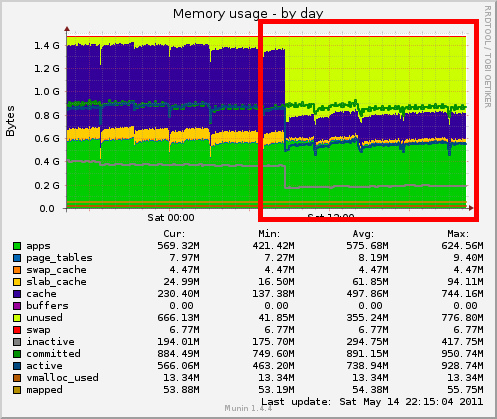 Memory usage - by day
RRDTOOL / TOBI OETIKER
Bytes
1.4 G
1.2 G
1.0 G
0.8 G
0.6 G
0.4 G
0.2 G
0.0
Sat 00:00 Sat 12:00
Cur: Min: Avg: Max:
apps 569.32M 421.42M 575.68M 624.56M
page_tables 7.97M 7.27M 8.19M 9.40M
swap_cache 4.47M 4.47M 4.47M 4.47M
slab_cache 24.99M 16.50M 61.85M 94.11M
cache 230.40M 137.38M 497.86M 744.16M
buffers 0.00 0.00 0.00 0.00
unused 666.13M 41.85M 355.24M 776.80M
swap 6.77M 6.77M 6.77M 6.77M
inactive 194.01M 175.70M 294.75M 417.75M
committed 884.49M 749.60M 891.15M 950.74M
active 566.06M 463.20M 738.94M 928.74M
vmalloc_used 13.34M 13.34M 13.34M 13.34M
mapped 53.88M 53.19M 54.38M 55.75M
Last update: Sat May 14 22:15:04 2011
Munin 1.4.4